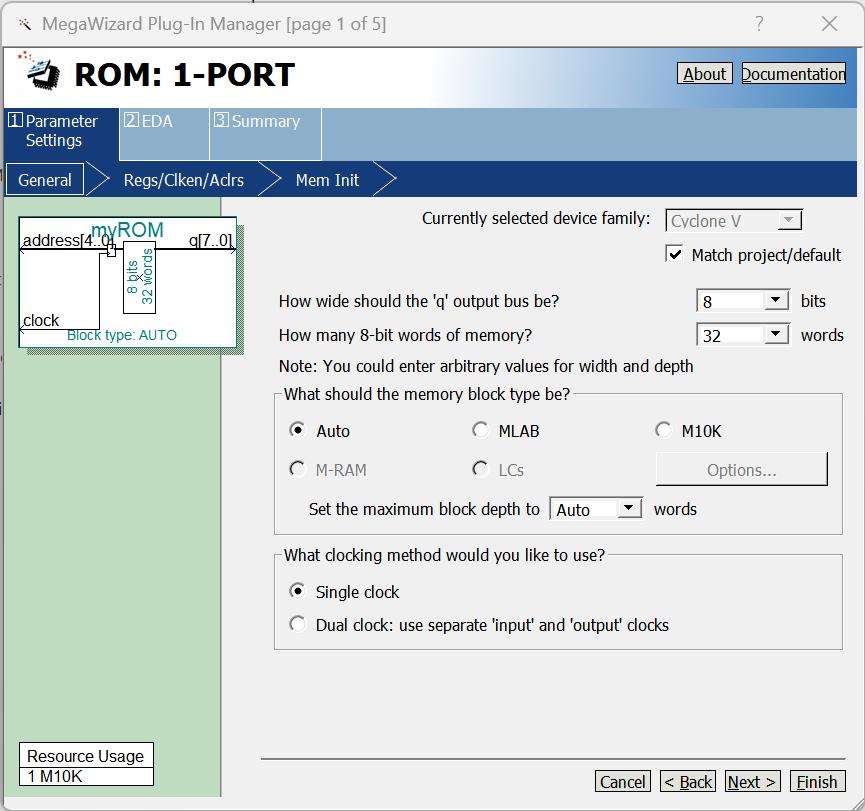 MegaWizard Plug-In Manager [page 1 of 5]
?
ROM: 1-PORT
About
Documentation
1 Parameter Settings
2 EDA
3 Summary
General
Regs/Clken/Aclrs
Mem Init
myROM
address[4..0]
q[7..0]
8 bits
32 words
clock
Block type: AUTO
Currently selected device family:
Cyclone V
Match project/default
How wide should the 'q' output bus be?
8
bits
How many 8-bit words of memory?
32
words
Note: You could enter arbitrary values for width and depth
What should the memory block type be?
Auto
MLAB
M10K
M-RAM
LCs
Options...
Set the maximum block depth to
Auto
words
What clocking method would you like to use?
Single clock
Dual clock: use separate 'input' and 'output' clocks
Resource Usage
1 M10K
Cancel
< Back
Next >
Finish